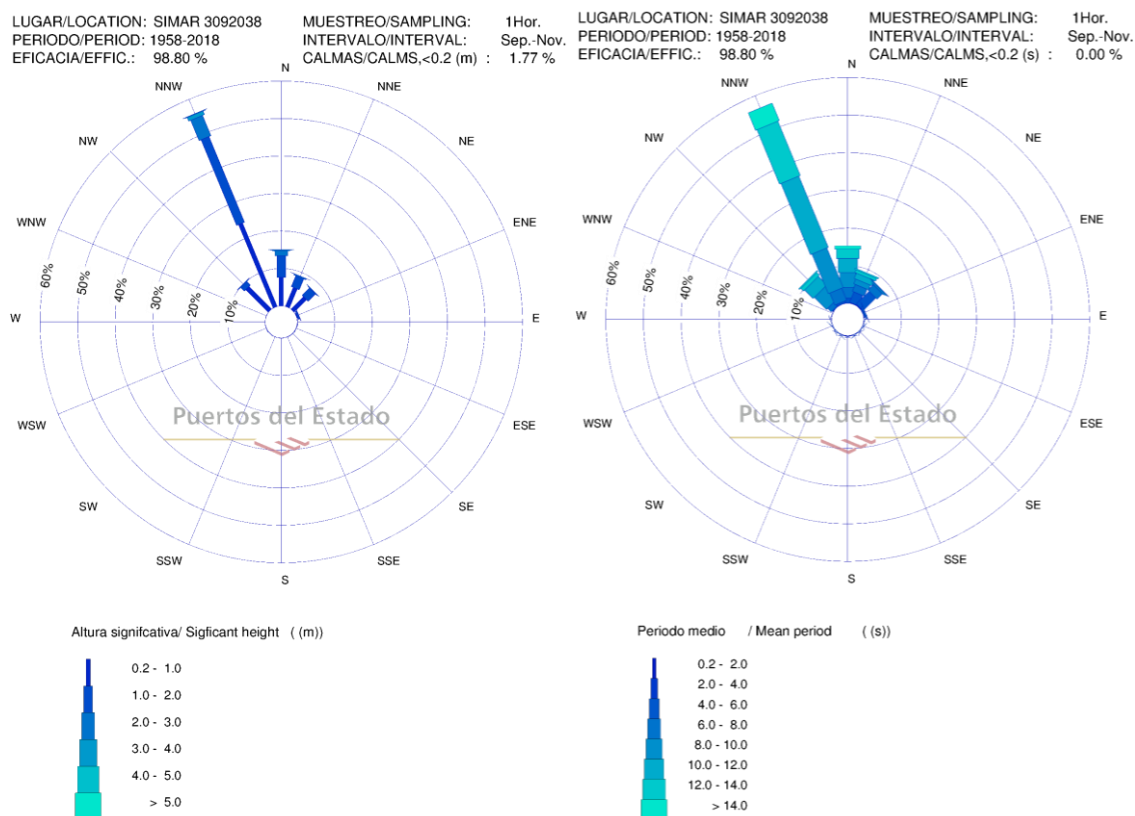 LUGAR/LOCATION: SIMAR 3092038 MUESTREO/SAMPLING: 1Hor.
PERIODO/PERIOD: 1958-2018 INTERVALO/INTERVAL: Sep.-Nov.
EFICACIA/EFFIC.: 98.80 % CALMAS/CALMS,<0.2 (m) : 1.77 %
N
NNW NNE
NW NE
WNW ENE
60% 50% 40% 30% 20% 10%
W E
Puertos del Estado
WSW ESE
SW SE
SSW SSE
S
Altura signifcativa/ Sigficant height ( (m))
0.2 - 1.0
1.0 - 2.0
2.0 - 3.0
3.0 - 4.0
4.0 - 5.0
> 5.0
LUGAR/LOCATION: SIMAR 3092038 MUESTREO/SAMPLING: 1Hor.
PERIODO/PERIOD: 1958-2018 INTERVALO/INTERVAL: Sep.-Nov.
EFICACIA/EFFIC.: 98.80 % CALMAS/CALMS,<0.2 (s) : 0.00 %
N
NNW NNE
NW NE
WNW ENE
60% 50% 40% 30% 20% 10%
W E
Puertos del Estado
WSW ESE
SW SE
SSW SSE
S
Periodo medio / Mean period ( (s))
0.2 - 2.0
2.0 - 4.0
4.0 - 6.0
6.0 - 8.0
8.0 - 10.0
10.0 - 12.0
12.0 - 14.0
> 14.0